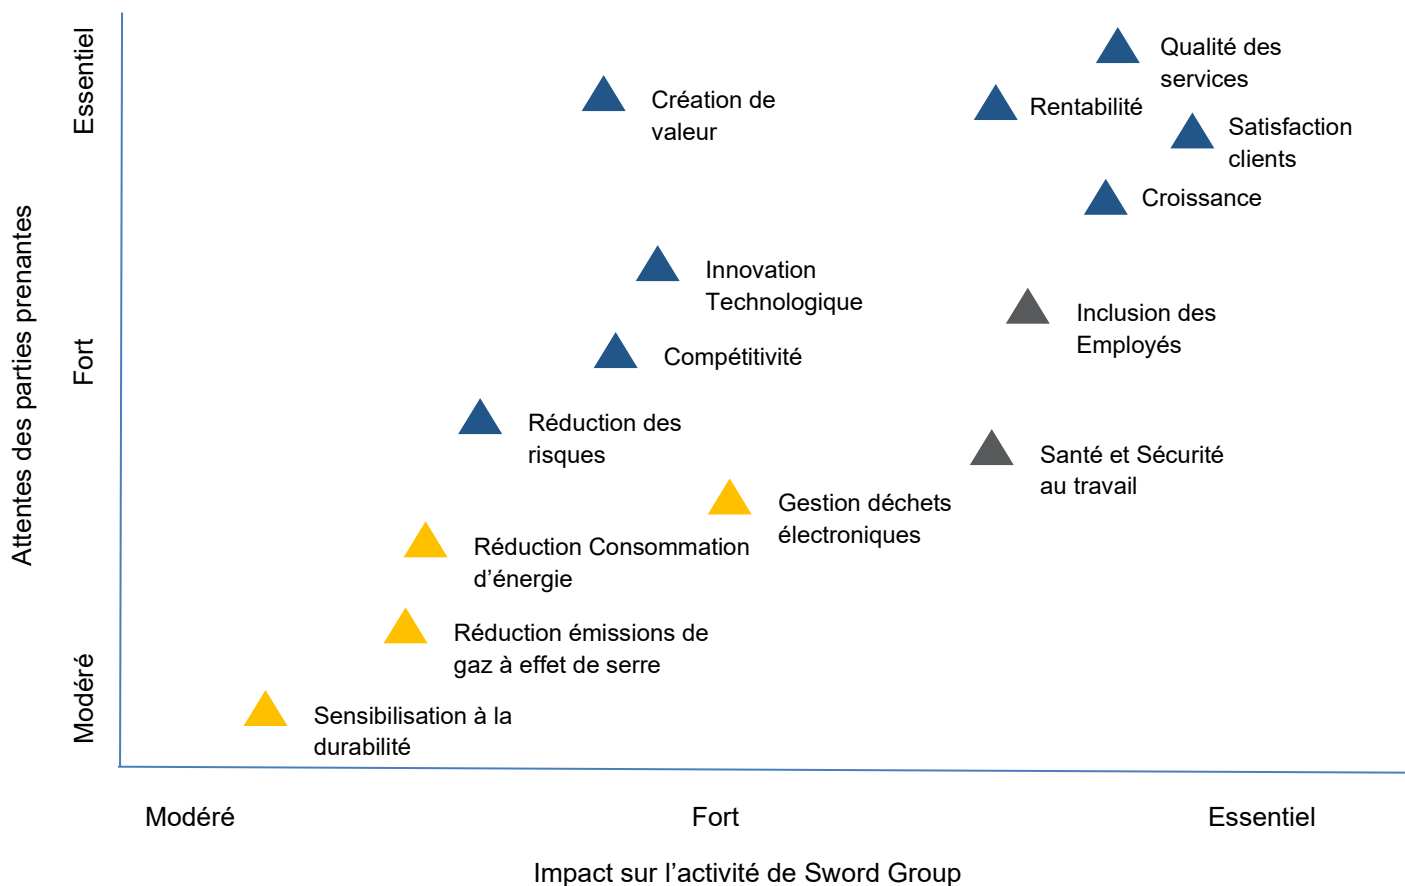 Essentiel
Fort
Modéré
Attentes des parties prenantes
Qualité des
services
Création de
valeur
Rentabilité
Satisfaction
clients
Croissance
Innovation
Technologique
Inclusion des
Employés
Compétitivité
Réduction des
risques
Santé et Sécurité
au travail
Gestion déchets
électroniques
Réduction Consommation
d’énergie
Réduction émissions de
gaz à effet de serre
Sensibilisation à la
durabilité
Modéré
Fort
Essentiel
Impact sur l’activité de Sword Group